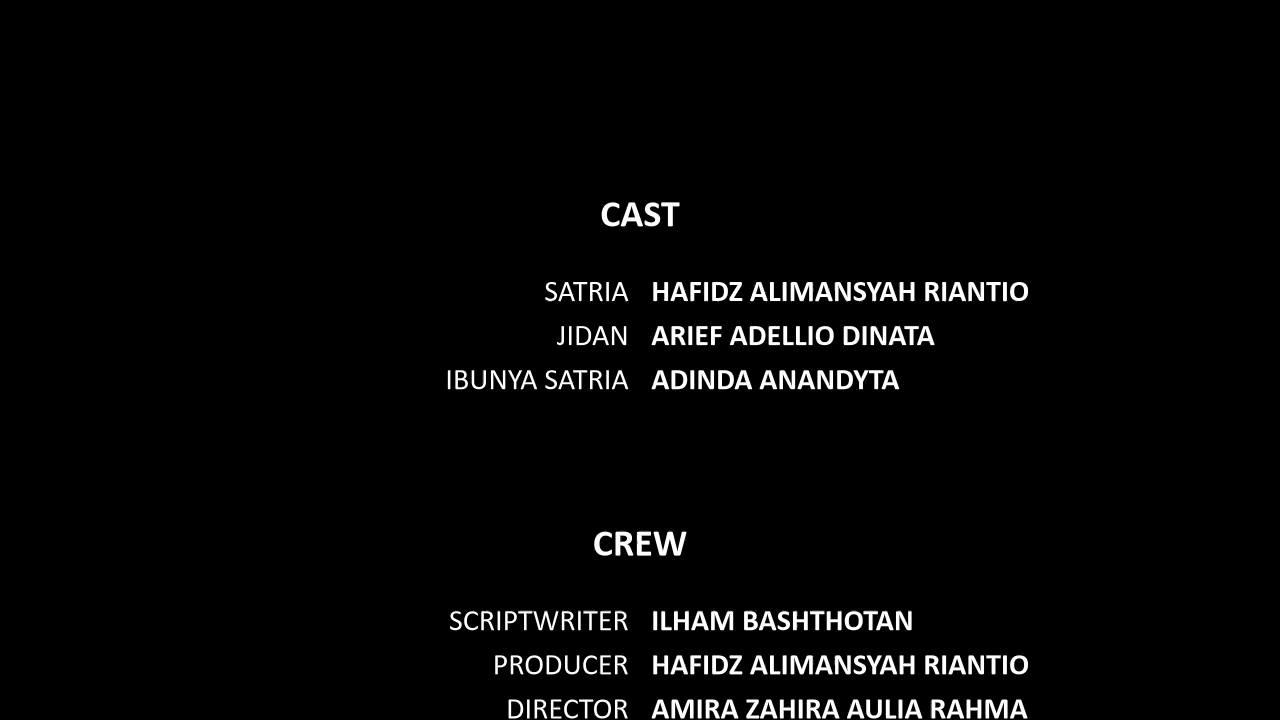 CAST
SATRIA HAFIDZ ALIMANSYAH RIANTIO
JIDAN ARIEF ADELLIO DINATA
IBUNYA SATRIA ADINDA ANANDYTA
CREW
SCRIPTWRITER ILHAM BASHTHOTAN
PRODUCER HAFIDZ ALIMANSYAH RIANTIO
DIRECTOR AMIRA ZAHIRA AULIA RAHMA